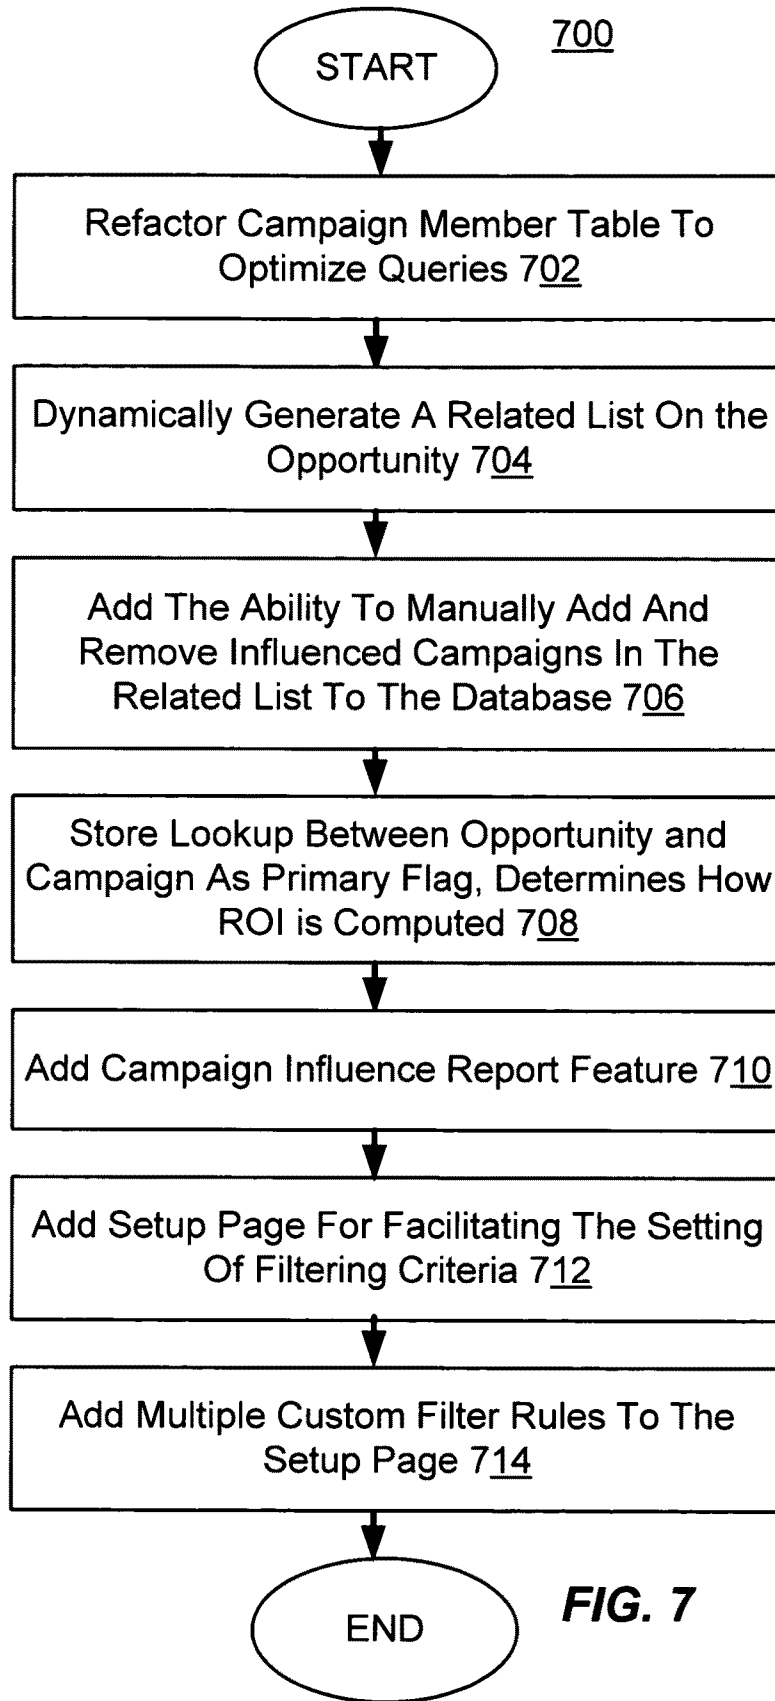 700
START
Refactor Campaign Member Table To
Optimize Queries 702
Dynamically Generate A Related List On the
Opportunity 704
Add The Ability To Manually Add And
Remove Influenced Campaigns In The
Related List To The Database 706
Store Lookup Between Opportunity and
Campaign As Primary Flag, Determines How
ROI is Computed 708
Add Campaign Influence Report Feature 710
Add Setup Page For Facilitating The Setting
Of Filtering Criteria 712
Add Multiple Custom Filter Rules To The
Setup Page 714
END
FIG. 7